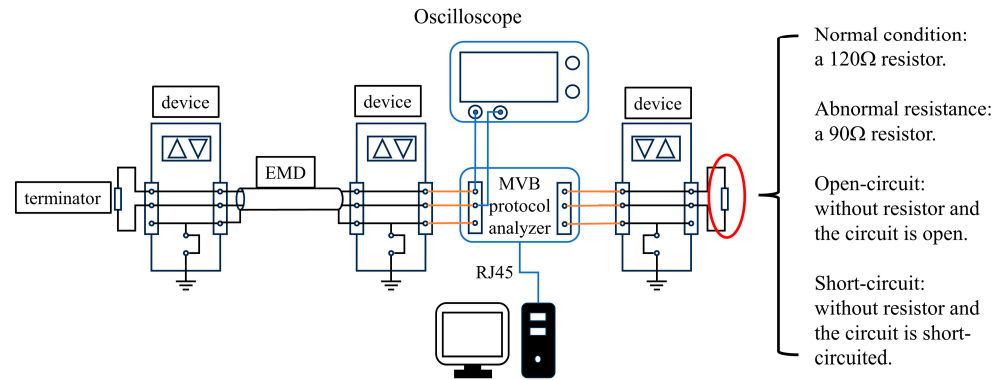 Oscilloscope
device
device
device
EMD
terminator
MVB
protocol
analyzer
RJ45
Normal condition:
a 120Ω resistor.
Abnormal resistance:
a 90Ω resistor.
Open-circuit:
without resistor and
the circuit is open.
Short-circuit:
without resistor and
the circuit is short-
circuited.